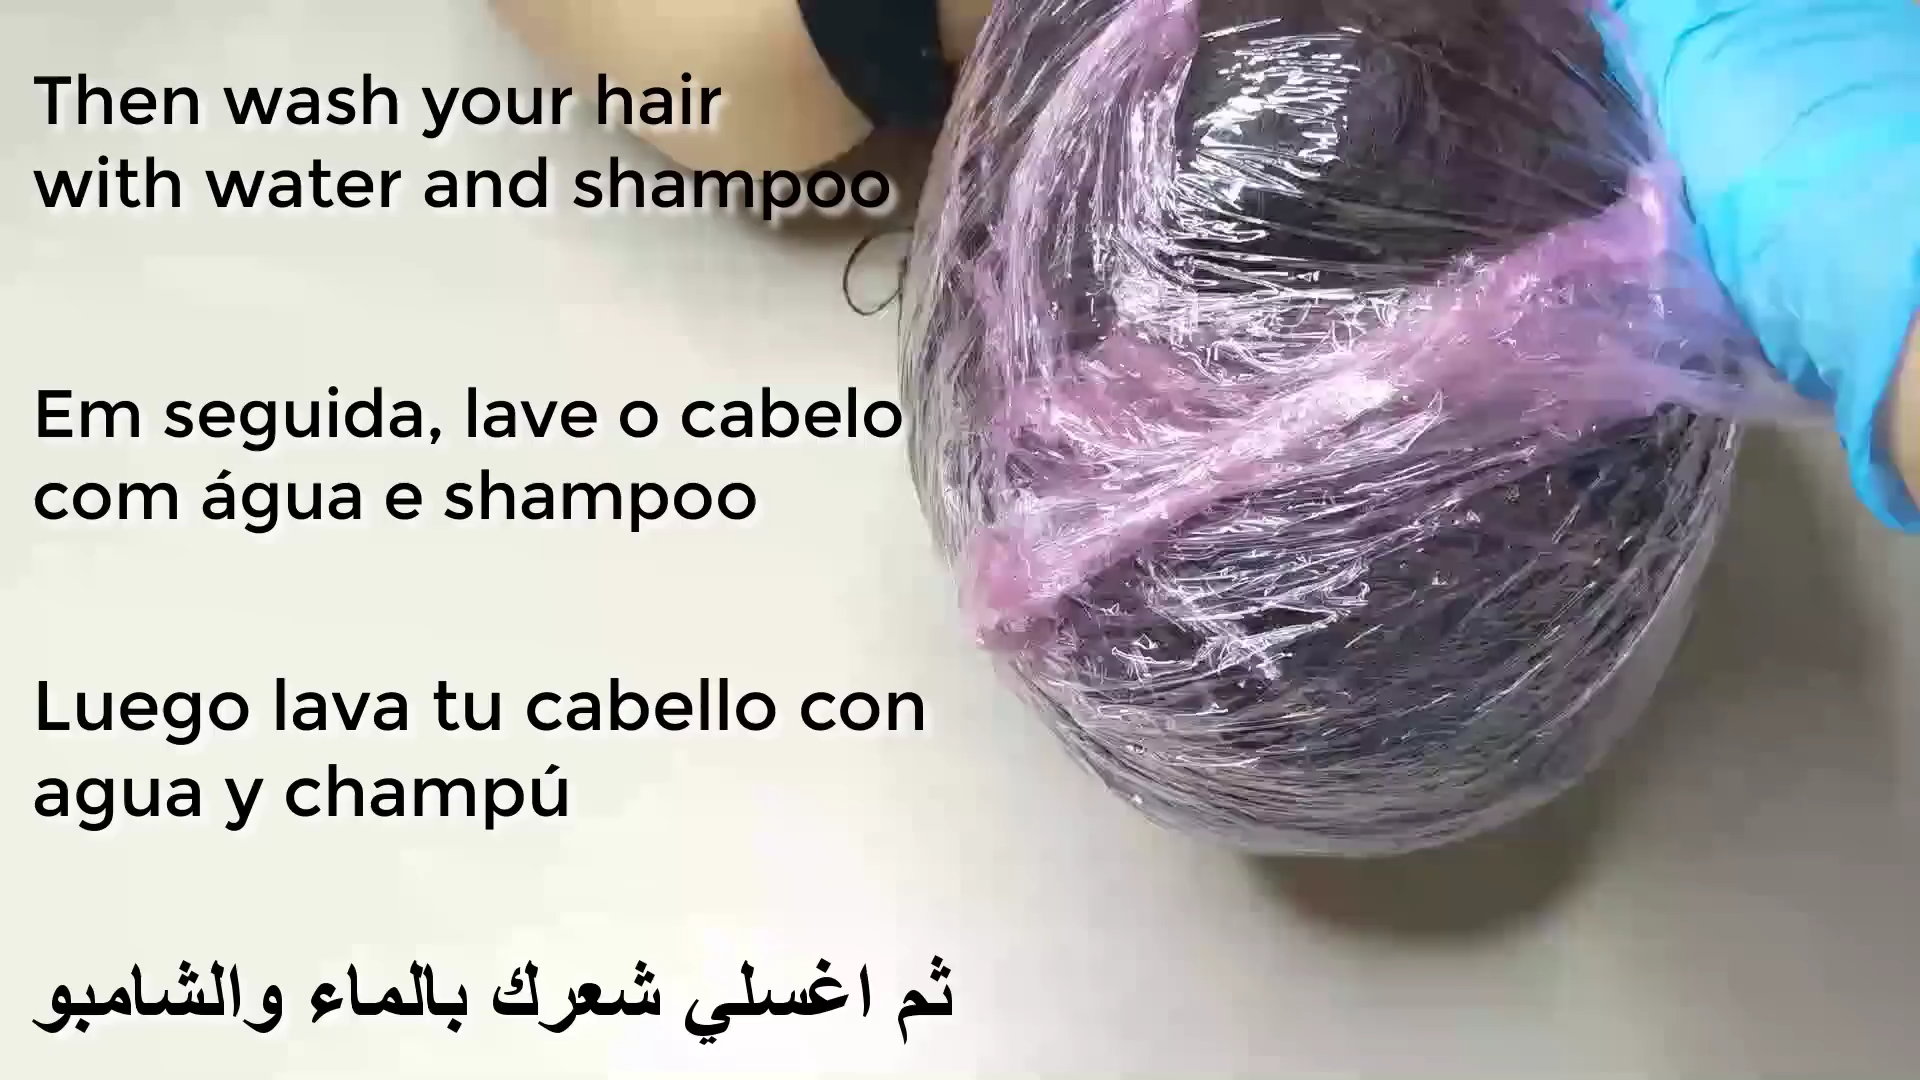 Then wash your hair
with water and shampoo
Em seguida, lave o cabelo
com água e shampoo
Luego lava tu cabello con
agua y champú
ثم اغسلي شعرك بالماء والشامبو